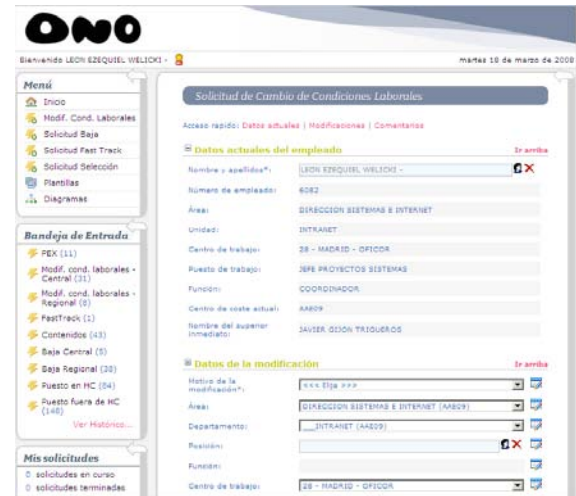 ONO
Bienvenido LEON EZEQUIEL WELICKI -
martes 18 de marzo de 2008
Menú
Inicio
Modif. Cond. Laborales
Solicitud Baja
Solicitud Fast Track
Solicitud Selección
Plantillas
Diagramas
Bandeja de Entrada
PEX (11)
Modif. cond. laborales -
Central (31)
Modif. cond. laborales -
Regional (8)
FastTrack (1)
Contenidos (43)
Baja Central (5)
Baja Regional (38)
Puesto en HC (84)
Puesto fuera de HC
(148)
Ver Histórico...
Mis solicitudes
0 solicitudes en curso
0 solicitudes terminadas
Solicitud de Cambio de Condiciones Laborales
Acceso rapido: Datos actuales | Modificaciones | Comentarios
Datos actuales del empleado
Ir arriba
Nombre y apellidos*: LEON EZEQUIEL WELICKI -
Número de empleado: 6082
Área: DIRECCION SISTEMAS E INTERNET
Unidad: INTRANET
Centro de trabajo: 28 - MADRID - OFICOR
Puesto de trabajo: JEFE PROYECTOS SISTEMAS
Función: COORDINADOR
Centro de coste actual: AAE09
Nombre del superior
inmediato: JAVIER GIJON TRIGUEROS
Datos de la modificación
Ir arriba
Motivo de la
modificación*: <<< Elija >>>
Área: DIRECCION SISTEMAS E INTERNET (AAE09)
Departamento: ___INTRANET (AAE09)
Posición:
Función:
Centro de trabajo: 28 - MADRID - OFICOR